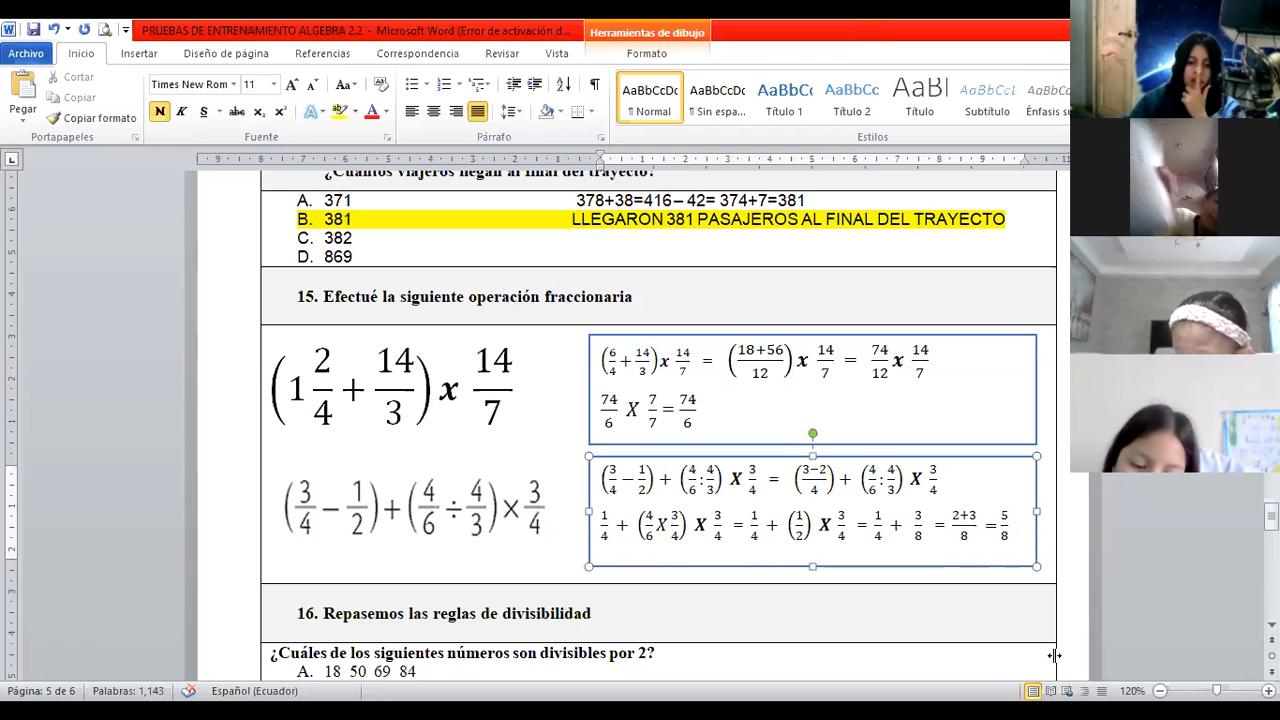 PRUEBAS DE ENTRENAMIENTO ALGEBRA 2.2 - Microsoft Word (Error de activación d...
Herramientas de dibujo
Archivo Inicio Insertar Diseño de página Referencias Correspondencia Revisar Vista Formato
Cortar
Copiar
Copiar formato
Pegar
Times New Rom 11
AaBbCcDc AaBbCcDc AaBbC AaBbCc AaBl AaBbCcl AaBbCcDc
¶ Normal ¶ Sin espa... Título 1 Título 2 Título Subtítulo Énfasis su
Portapapeles Fuente Párrafo Estilos
¿Cuántos viajeros llegan al final del trayecto?
A. 371 378+38=416 – 42= 374+7=381
B. 381 LLEGARON 381 PASAJEROS AL FINAL DEL TRAYECTO
C. 382
D. 869
15. Efectué la siguiente operación fraccionaria
(1 2/4 + 14/3) x 14/7
(6/4 + 14/3) x 14/7 = ((18+56)/12) x 14/7 = 74/12 x 14/7
74/6 X 7/7 = 74/6
(3/4 − 1/2) + (4/6 ÷ 4/3) × 3/4
(3/4 − 1/2) + (4/6 : 4/3) X 3/4 = ((3−2)/4) + (4/6 : 4/3) X 3/4
1/4 + (4/6 X 3/4) X 3/4 = 1/4 + (1/2) X 3/4 = 1/4 + 3/8 = (2+3)/8 = 5/8
16. Repasemos las reglas de divisibilidad
¿Cuáles de los siguientes números son divisibles por 2?
A. 18 50 69 84
Página: 5 de 6 Palabras: 1,143 Español (Ecuador) 120%